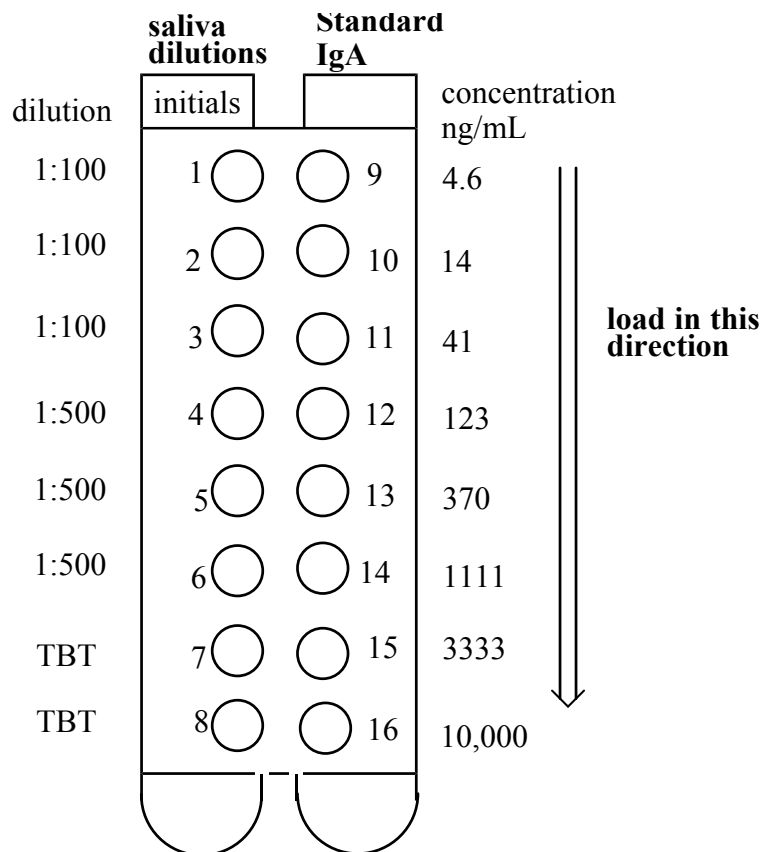 saliva dilutions
Standard IgA
initials
dilution
concentration ng/mL
1:100 1 9 4.6
1:100 2 10 14
1:100 3 11 41
1:500 4 12 123
1:500 5 13 370
1:500 6 14 1111
TBT 7 15 3333
TBT 8 16 10,000
load in this
direction